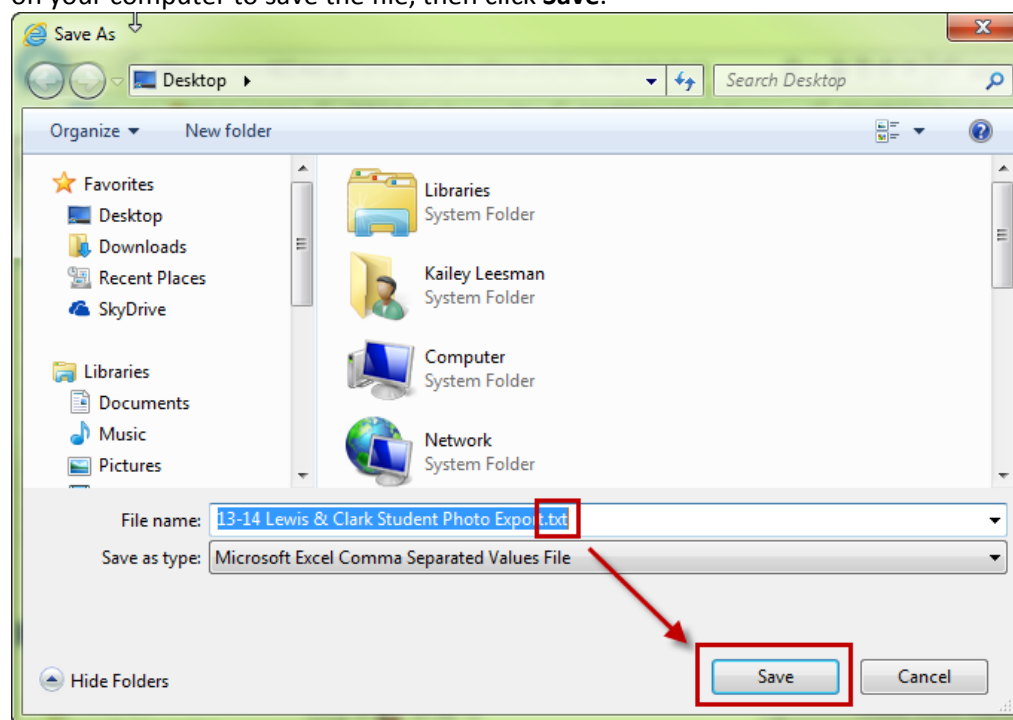 on your computer to save the file, then click Save.
Save As
Desktop
Search Desktop
Organize
New folder
Favorites
Desktop
Downloads
Recent Places
SkyDrive
Libraries
Documents
Music
Pictures
Libraries
System Folder
Kailey Leesman
System Folder
Computer
System Folder
Network
System Folder
File name: 13-14 Lewis & Clark Student Photo Export.txt
Save as type: Microsoft Excel Comma Separated Values File
Hide Folders
Save
Cancel